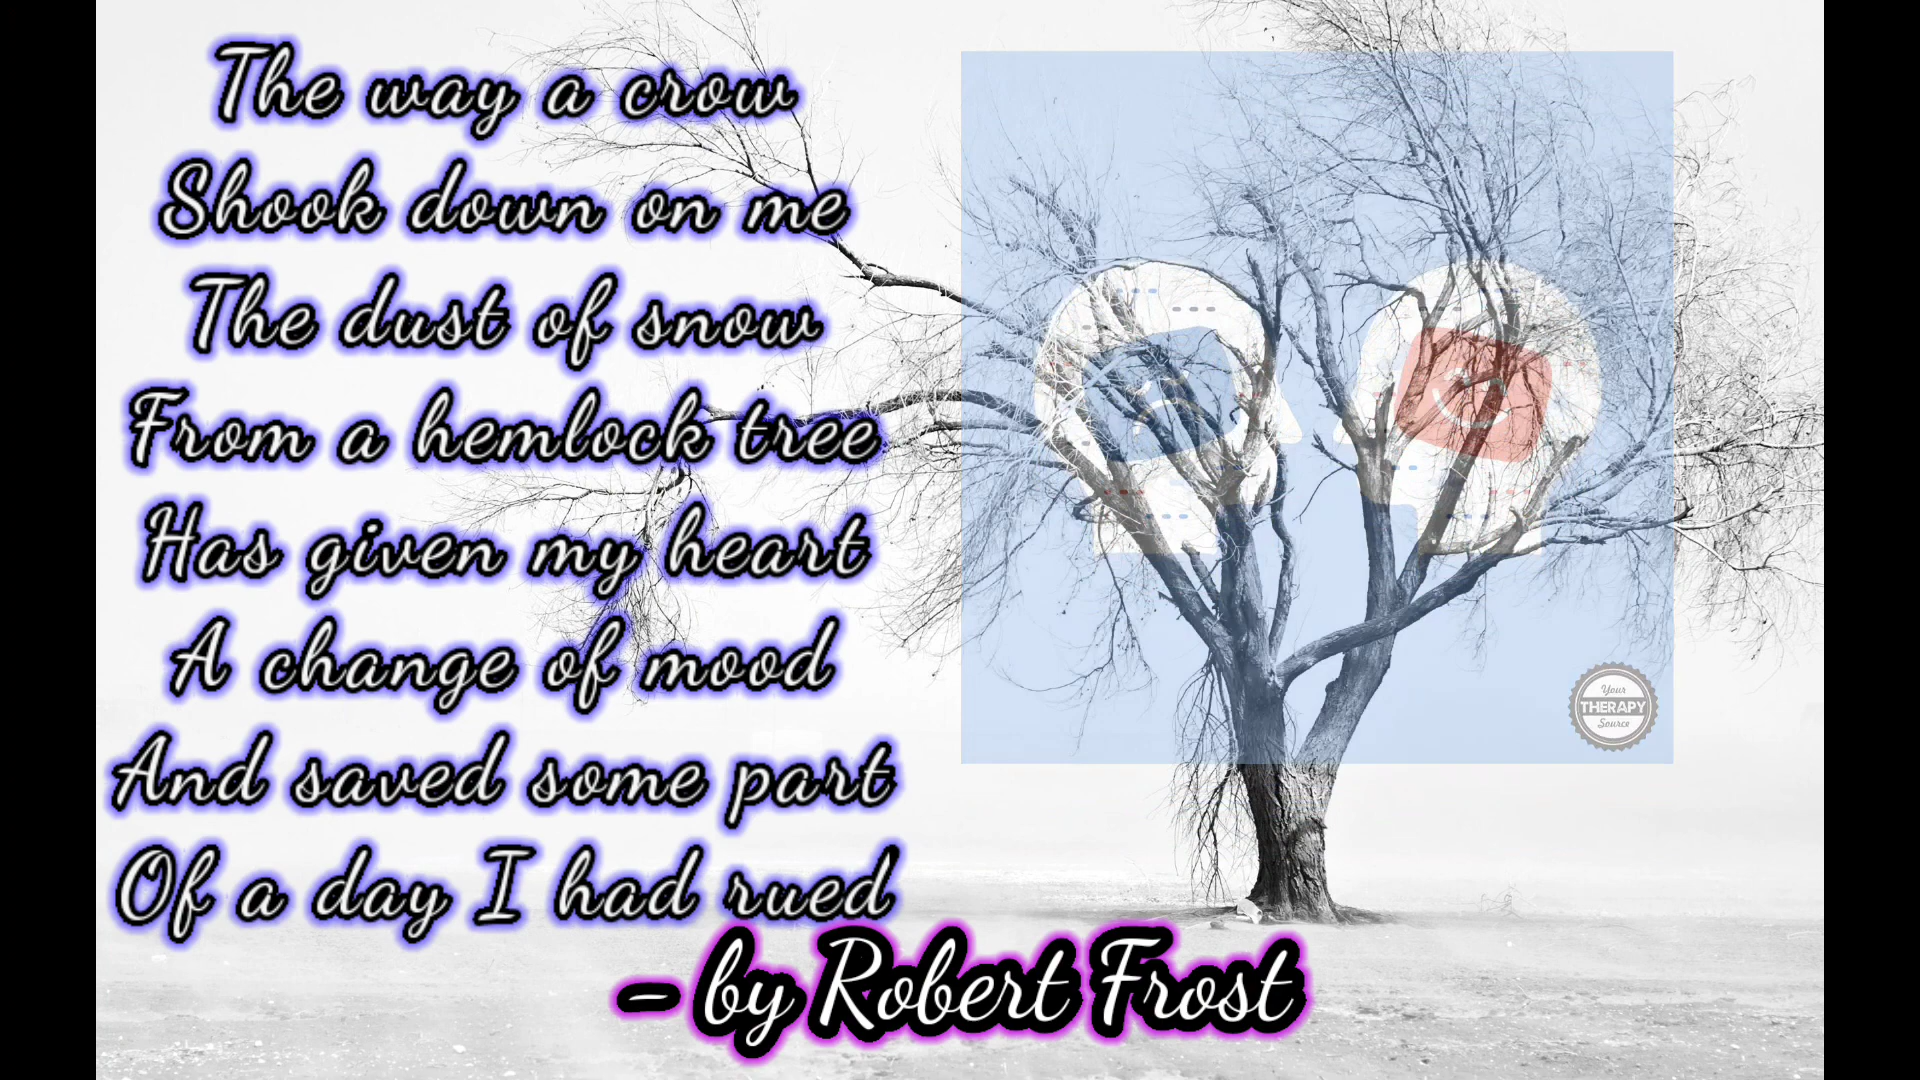 The way a crow
Shook down on me
The dust of snow
From a hemlock tree
Has given my heart
A change of mood
And saved some part
Of a day I had rued
– by Robert Frost
Your
THERAPY
Source